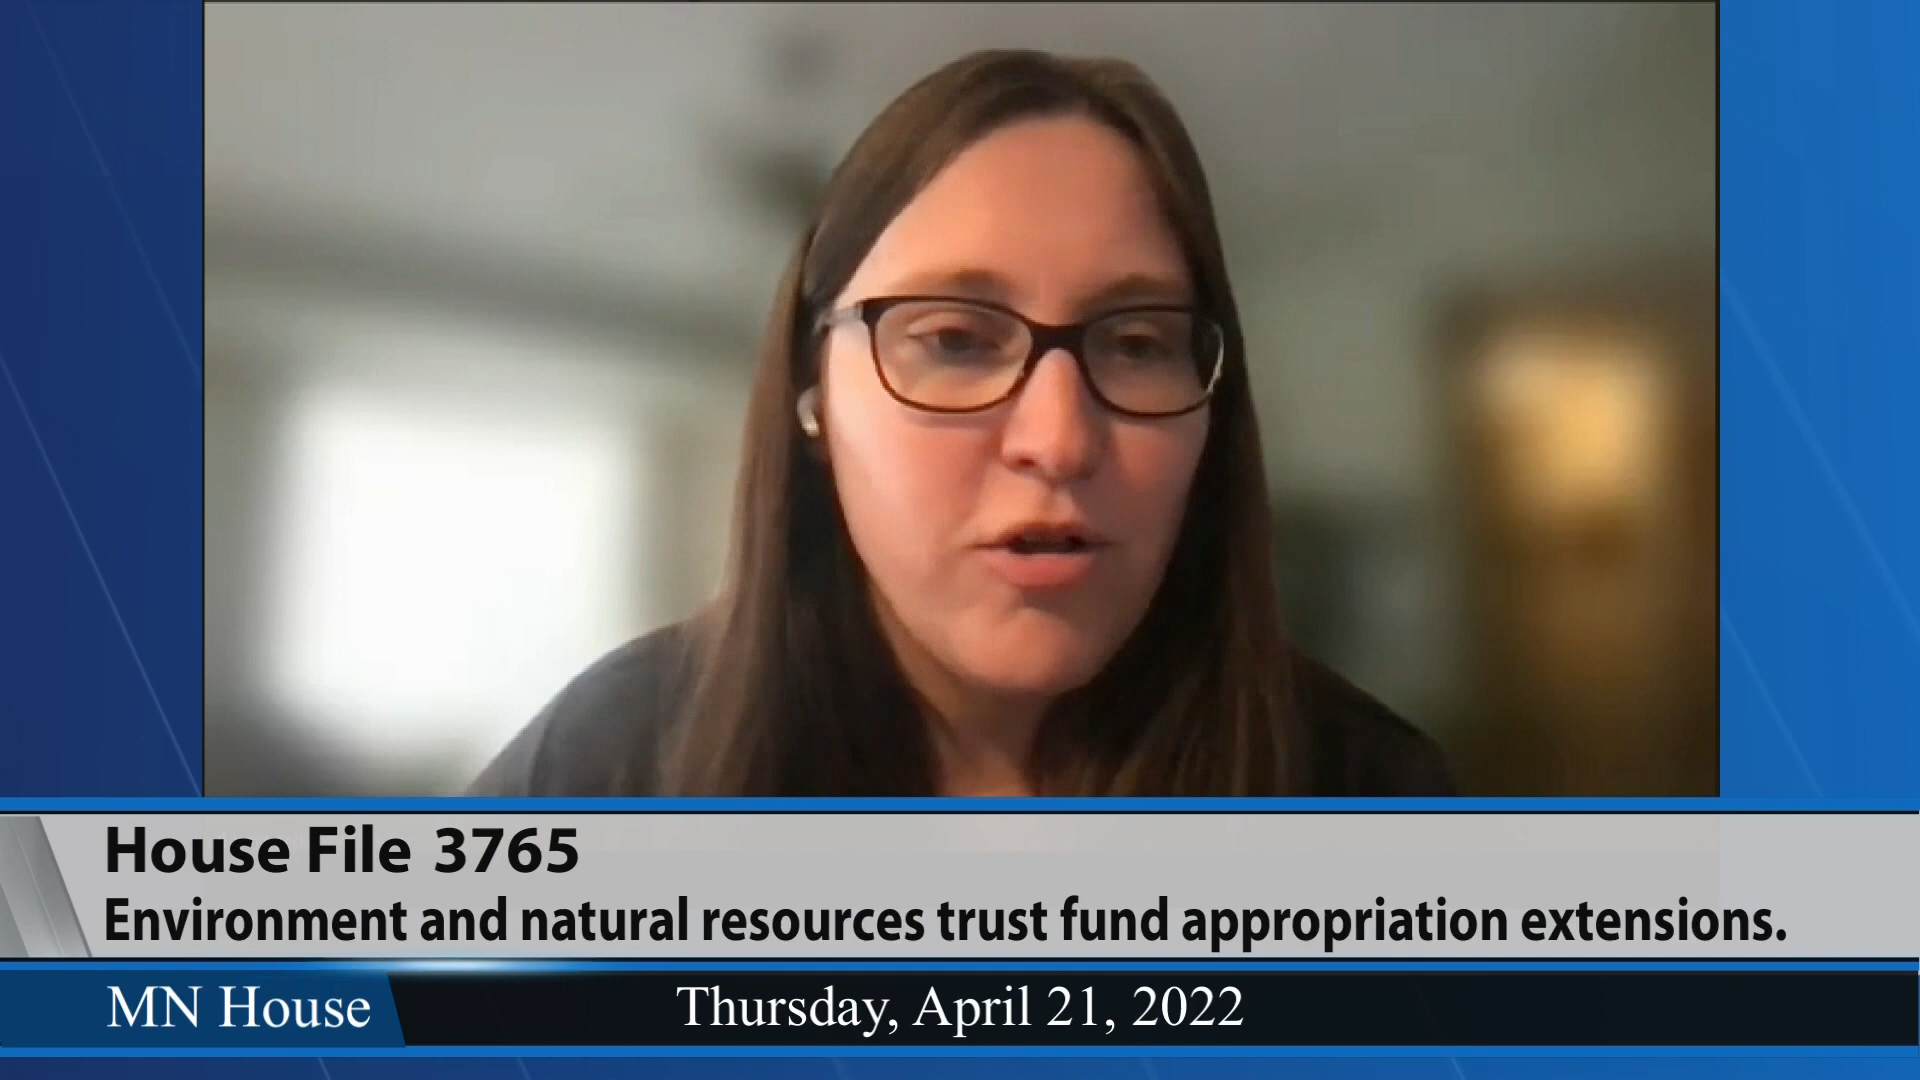 House File 3765
Environment and natural resources trust fund appropriation extensions.
MN House
Thursday, April 21, 2022